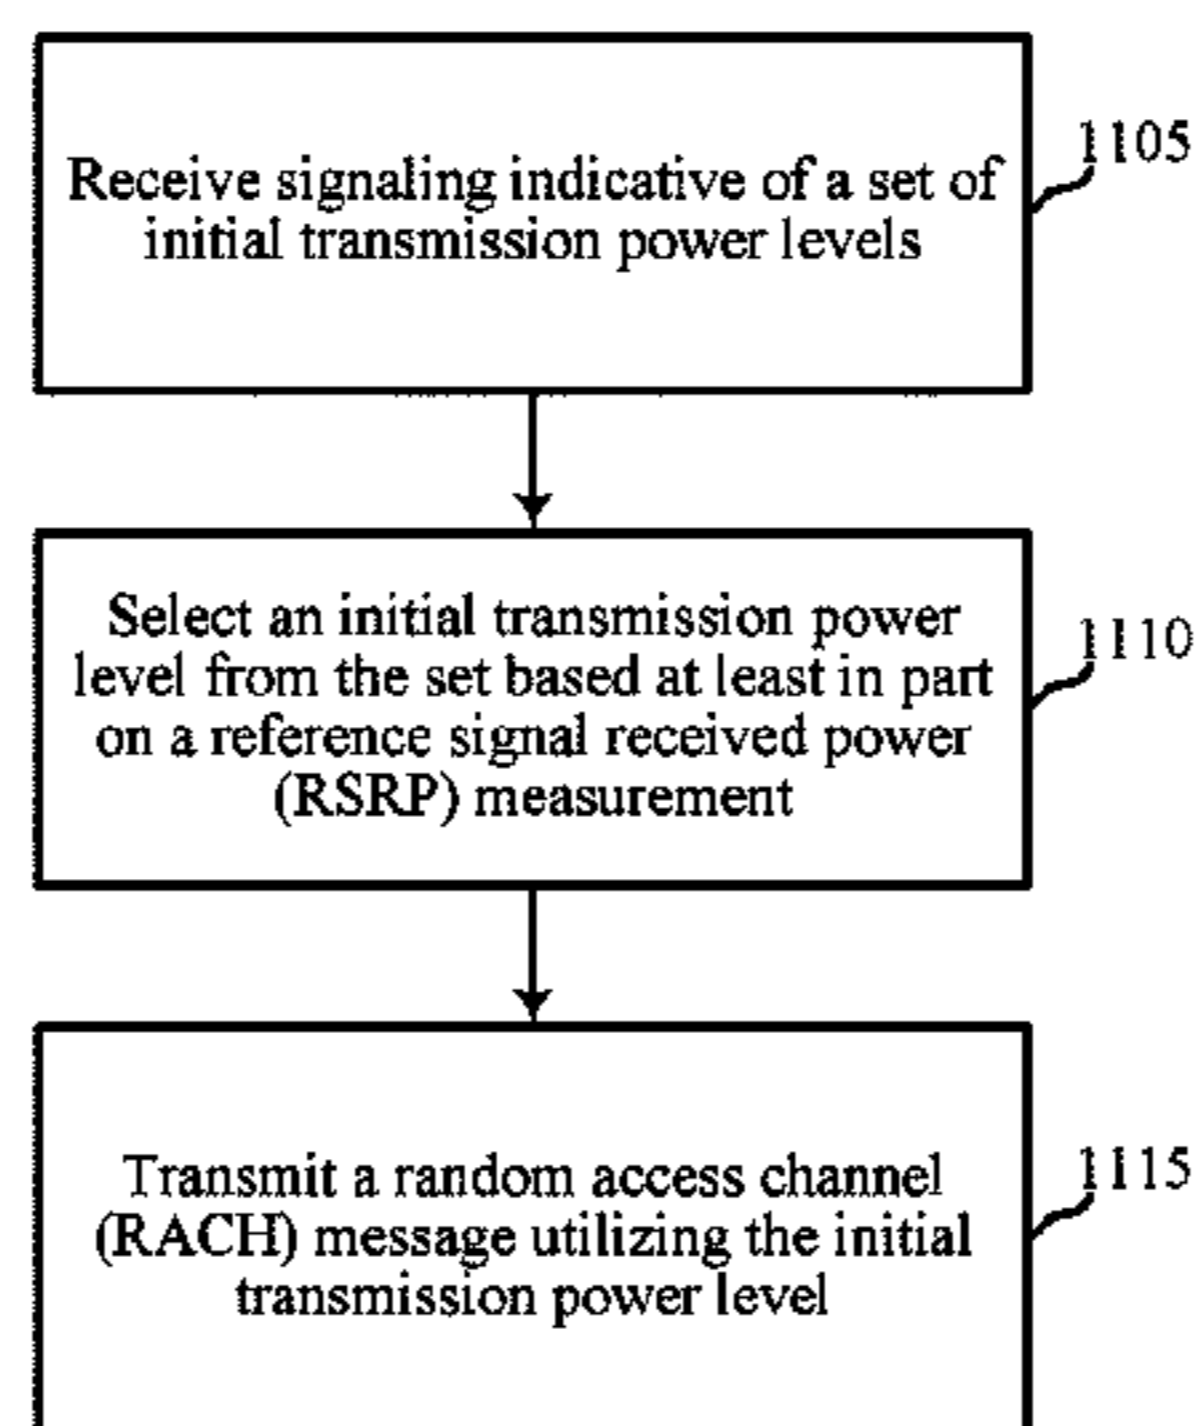 Receive signaling indicative of a set of
initial transmission power levels
1105
Select an initial transmission power
level from the set based at least in part
on a reference signal received power
(RSRP) measurement
1110
Transmit a random access channel
(RACH) message utilizing the initial
transmission power level
1115